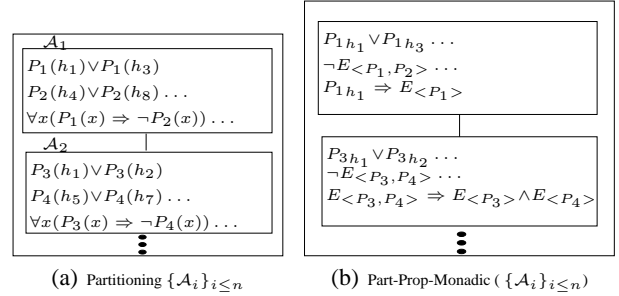 𝒜₁
P₁(h₁)∨P₁(h₃)
P₂(h₄)∨P₂(h₈) ...
∀x(P₁(x) ⇒ ¬P₂(x)) ...
𝒜₂
P₃(h₁)∨P₃(h₂)
P₄(h₅)∨P₄(h₇) ...
∀x(P₃(x) ⇒ ¬P₄(x)) ...
(a) Partitioning {𝒜ᵢ}ᵢ≤ₙ
P₁ₕ₁ ∨P₁ₕ₃ ...
¬E<P₁,P₂> ...
P₁ₕ₁ ⇒ E<P₁>
P₃ₕ₁ ∨P₃ₕ₂ ...
¬E<P₃,P₄> ...
E<P₃,P₄> ⇒ E<P₃>∧E<P₄>
(b) Part-Prop-Monadic ( {𝒜ᵢ}ᵢ≤ₙ)